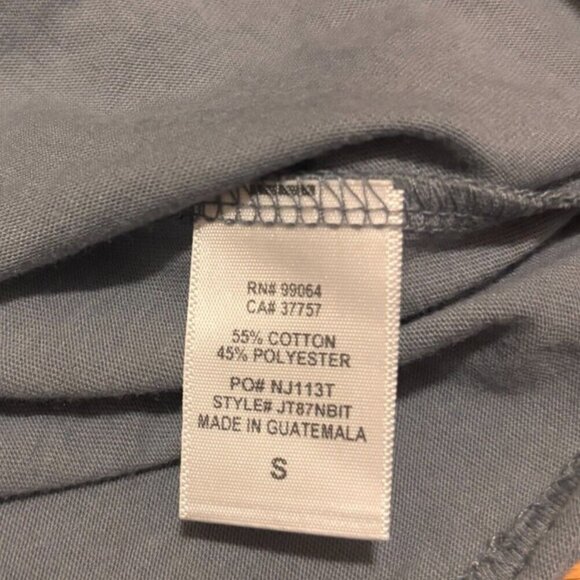 RN# 99064
CA# 37757
55% COTTON
45% POLYESTER
PO# NJ113T
STYLE# JT87NBIT
MADE IN GUATEMALA
S